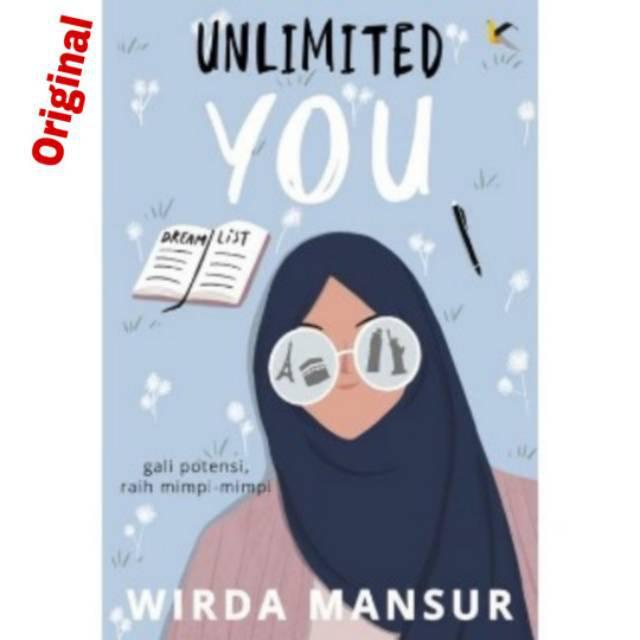 Original
UNLIMITED
YOU
DREAM LIST
gali potensi,
raih mimpi-mimpi
WIRDA MANSUR